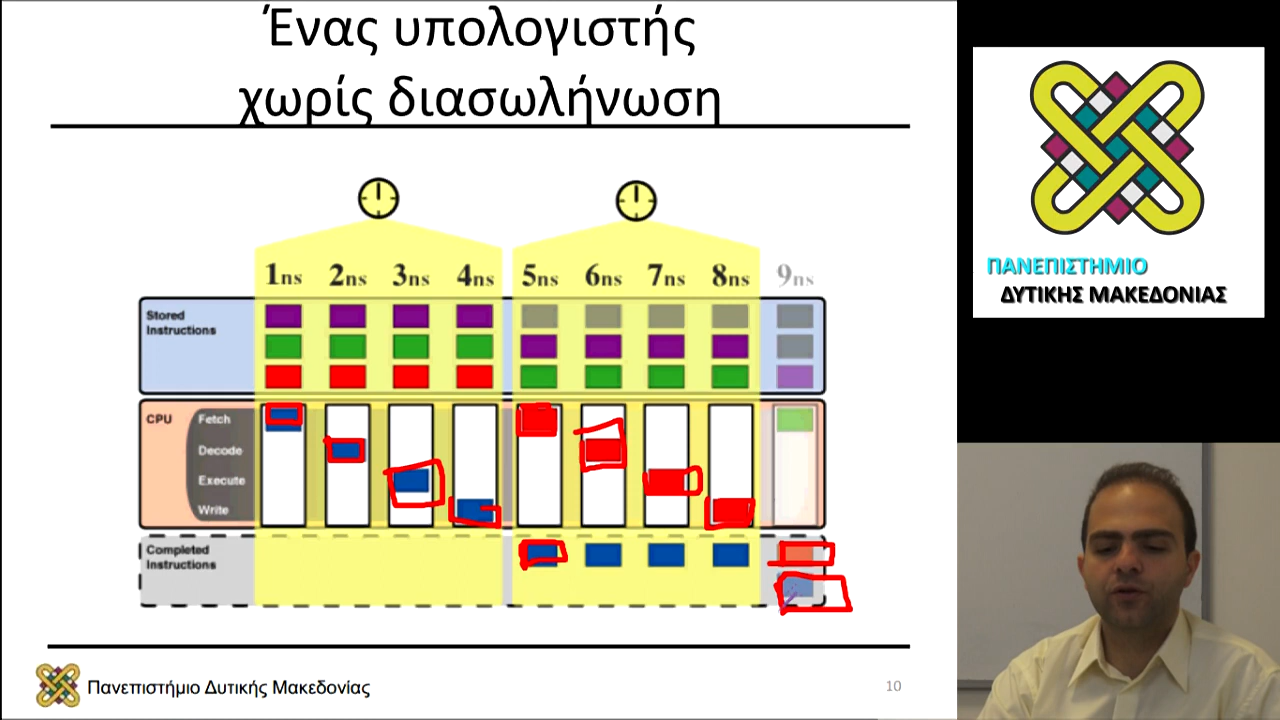 Ένας υπολογιστής
χωρίς διασωλήνωση
1ns 2ns 3ns 4ns 5ns 6ns 7ns 8ns 9ns
Stored
Instructions
CPU
Fetch
Decode
Execute
Write
Completed
Instructions
Πανεπιστήμιο Δυτικής Μακεδονίας
10
ΠΑΝΕΠΙΣΤΗΜΙΟ
ΔΥΤΙΚΗΣ ΜΑΚΕΔΟΝΙΑΣ